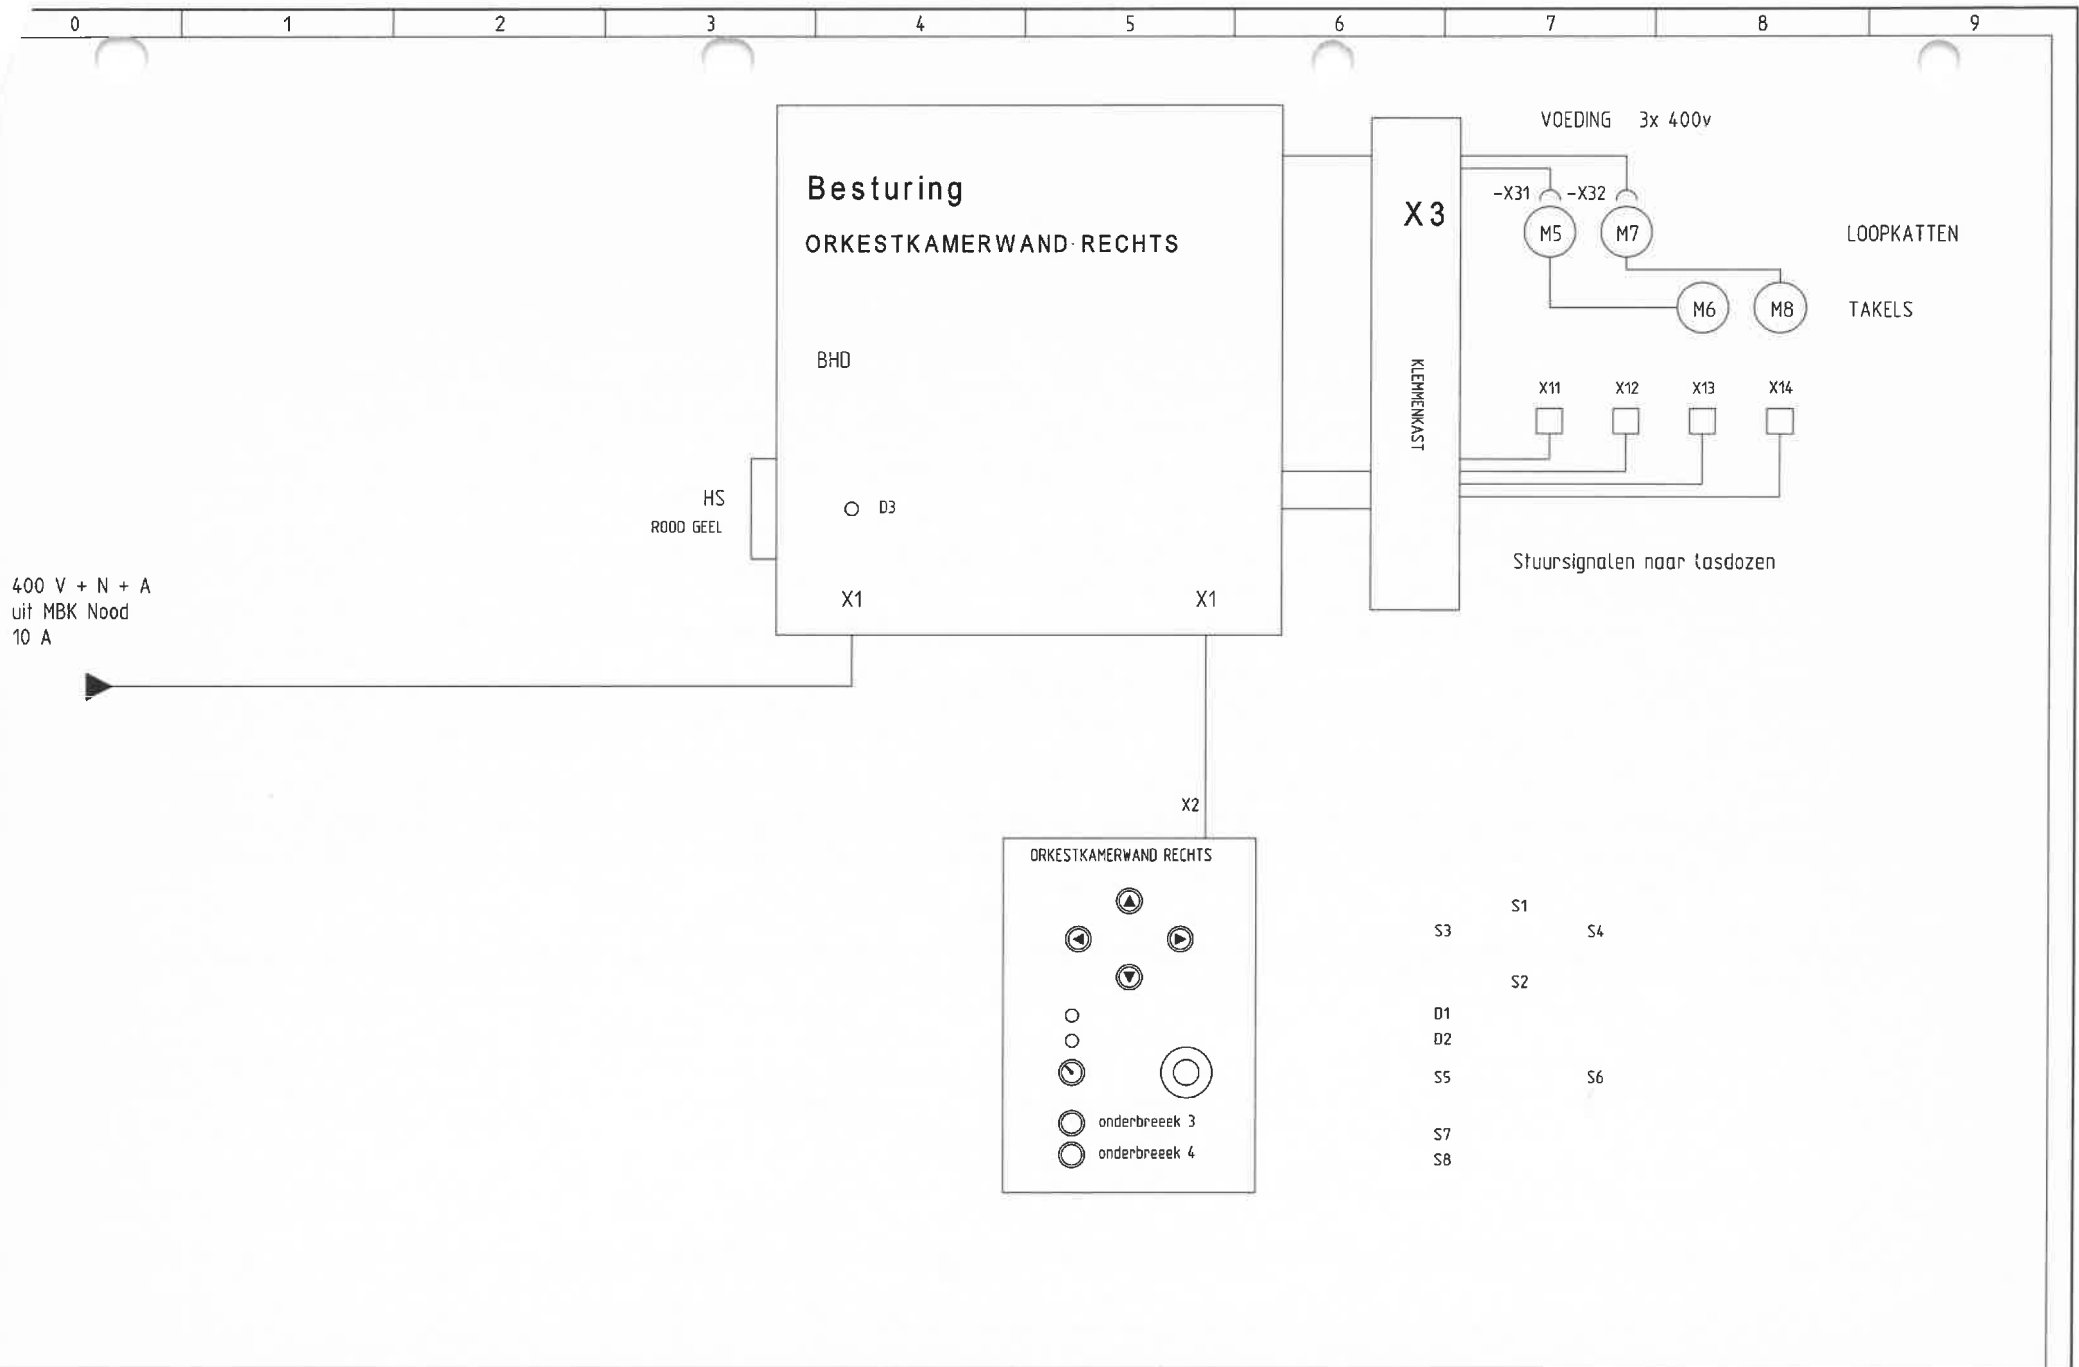 0 1 2 3 4 5 6 7 8 9
VOEDING 3x 400v
Besturing
ORKESTKAMERWAND RECHTS
X3
-X31 -X32
M5 M7
LOOPKATTEN
M6 M8
TAKELS
BHD
KLEMMENKAST
X11 X12 X13 X14
HS
ROOD GEEL
D3
Stuursignalen naar lasdozen
400 V + N + A
uit MBK Nood
10 A
X1 X1
X2
ORKESTKAMERWAND RECHTS
S1
S3 S4
S2
D1
D2
S5 S6
onderbreeek 3
S7
onderbreeek 4
S8